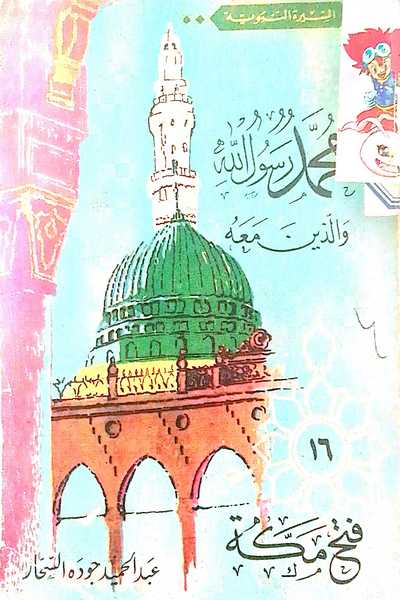 السيرة النبوية
محمد رسول الله
والذين معه
١٦
فتح مكة
عبد الحميد جوده السحار